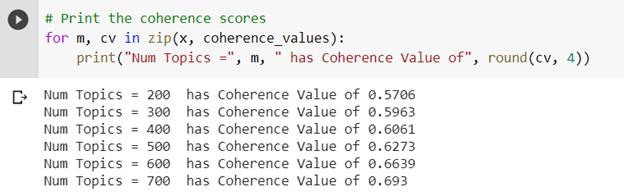 # Print the coherence scores
for m, cv in zip(x, coherence_values):
    print("Num Topics =", m, " has Coherence Value of", round(cv, 4))
Num Topics = 200  has Coherence Value of 0.5706
Num Topics = 300  has Coherence Value of 0.5963
Num Topics = 400  has Coherence Value of 0.6061
Num Topics = 500  has Coherence Value of 0.6273
Num Topics = 600  has Coherence Value of 0.6639
Num Topics = 700  has Coherence Value of 0.693